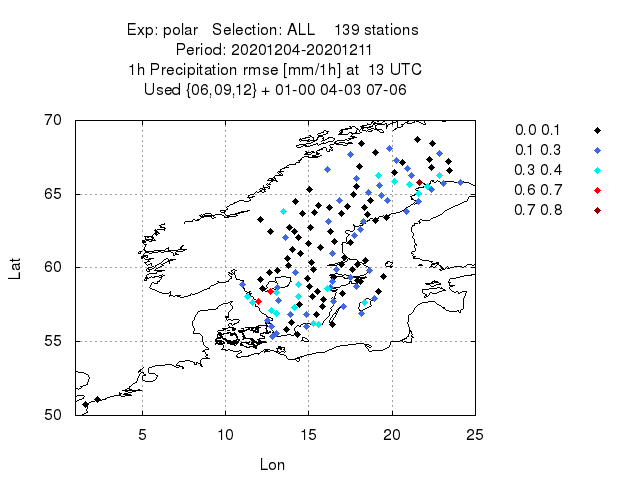 Exp: polar   Selection: ALL    139 stations
Period: 20201204-20201211
1h Precipitation rmse [mm/1h] at  13 UTC
Used {06,09,12} + 01-00 04-03 07-06
70
65
60
55
50
Lat
5
10
15
20
25
Lon
0.0 0.1
0.1 0.3
0.3 0.4
0.6 0.7
0.7 0.8